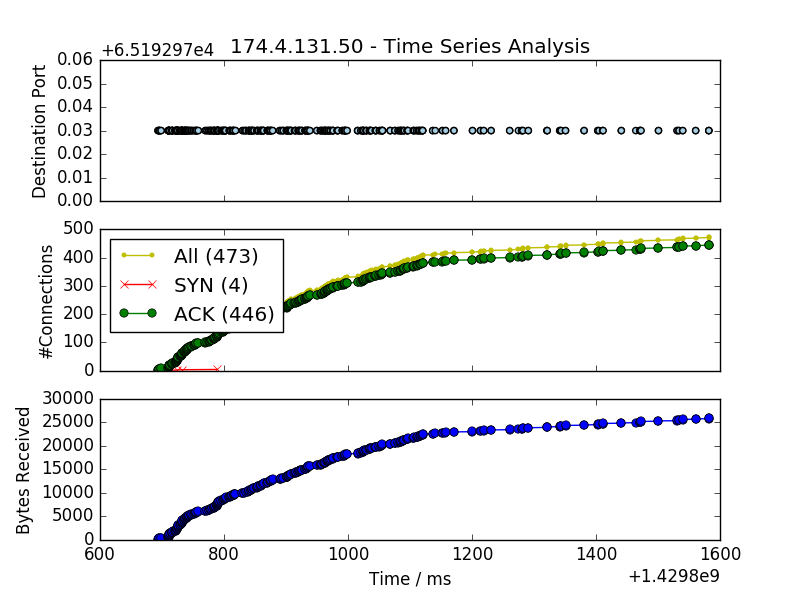 +6.519297e4
174.4.131.50 - Time Series Analysis
0.06
0.05
0.04
0.03
0.02
0.01
0.00
Destination Port
500
400
300
200
100
0
#Connections
All (473)
SYN (4)
ACK (446)
30000
25000
20000
15000
10000
5000
0
Bytes Received
600 800 1000 1200 1400 1600
Time / ms
+1.4298e9